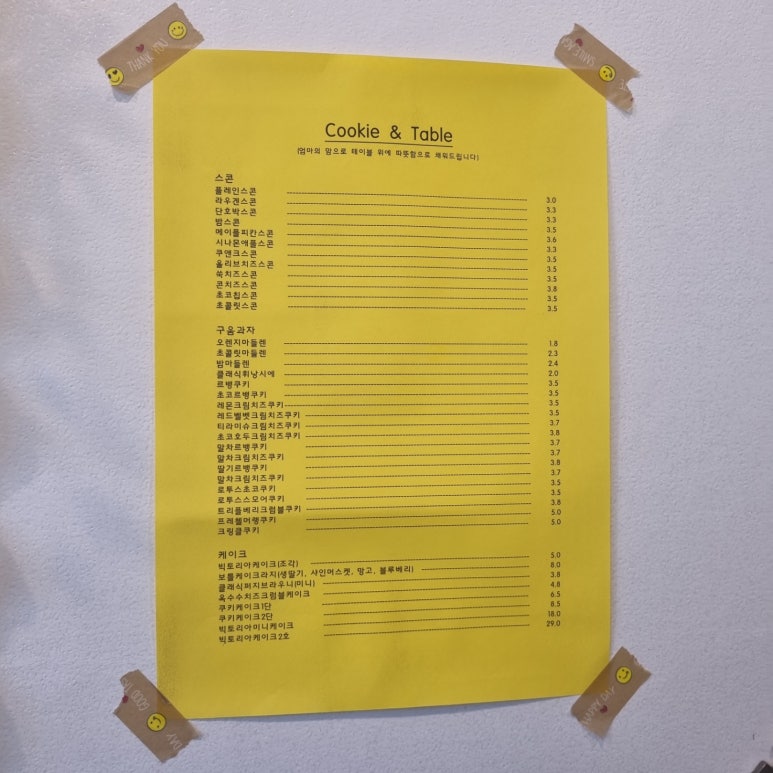 THANK YOU
Cookie & Table
(엄마의 맘으로 테이블 위에 따뜻함으로 채워드립니다)
스콘
플레인스콘 3.0
라우겐스콘 3.3
단호박스콘 3.3
밤스콘 3.5
메이플피칸스콘 3.6
시나몬애플스콘 3.3
쿠앤크스콘 3.5
올리브치즈스콘 3.5
쑥치즈스콘 3.5
콘치즈스콘 3.8
초코칩스콘 3.5
초콜릿스콘 3.5
구움과자
오렌지마들렌 1.8
초콜릿마들렌 2.3
밤마들렌 2.4
클래식휘낭시에 2.0
르뱅쿠키 3.5
초코르뱅쿠키 3.5
레몬크림치즈쿠키 3.5
레드벨벳크림치즈쿠키 3.5
티라미슈크림치즈쿠키 3.7
초코호두크림치즈쿠키 3.8
말차르뱅쿠키 3.7
말차크림치즈쿠키 3.7
딸기르뱅쿠키 3.8
말차크림치즈쿠키 3.7
로투스초코쿠키 3.5
로투스스모어쿠키 3.5
트리플베리크럼블쿠키 3.8
프레첼머랭쿠키 5.0
크링클쿠키 5.0
케이크
빅토리아케이크(조각) 5.0
보틀케이크라지(생딸기, 샤인머스켓, 망고, 블루베리) 8.0
클래식퍼지브라우니(미니) 3.8
옥수수치즈크럼블케이크 4.8
쿠키케이크1단 6.5
쿠키케이크2단 8.5
빅토리아미니케이크 18.0
빅토리아케이크2호 29.0
GOOD DAY
HAPPY DAY